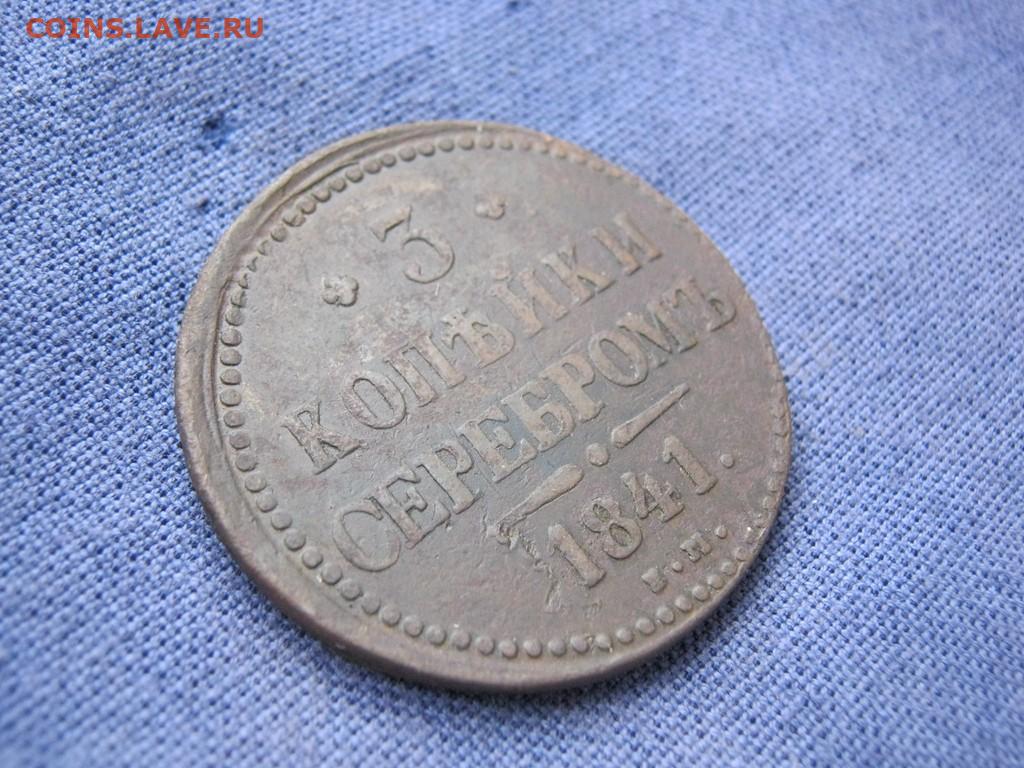 COINS.LAVE.RU
3
КОПѢЙКИ
СЕРЕБРОМЪ
1841.
Е.М.